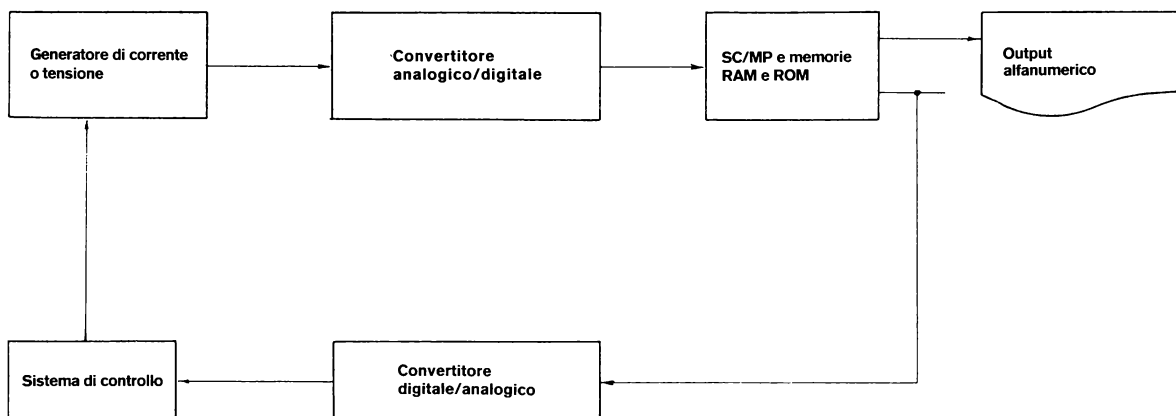 Generatore di corrente
o tensione
Convertitore
analogico/digitale
SC/MP e memorie
RAM e ROM
Output
alfanumerico
Sistema di controllo
Convertitore
digitale/analogico